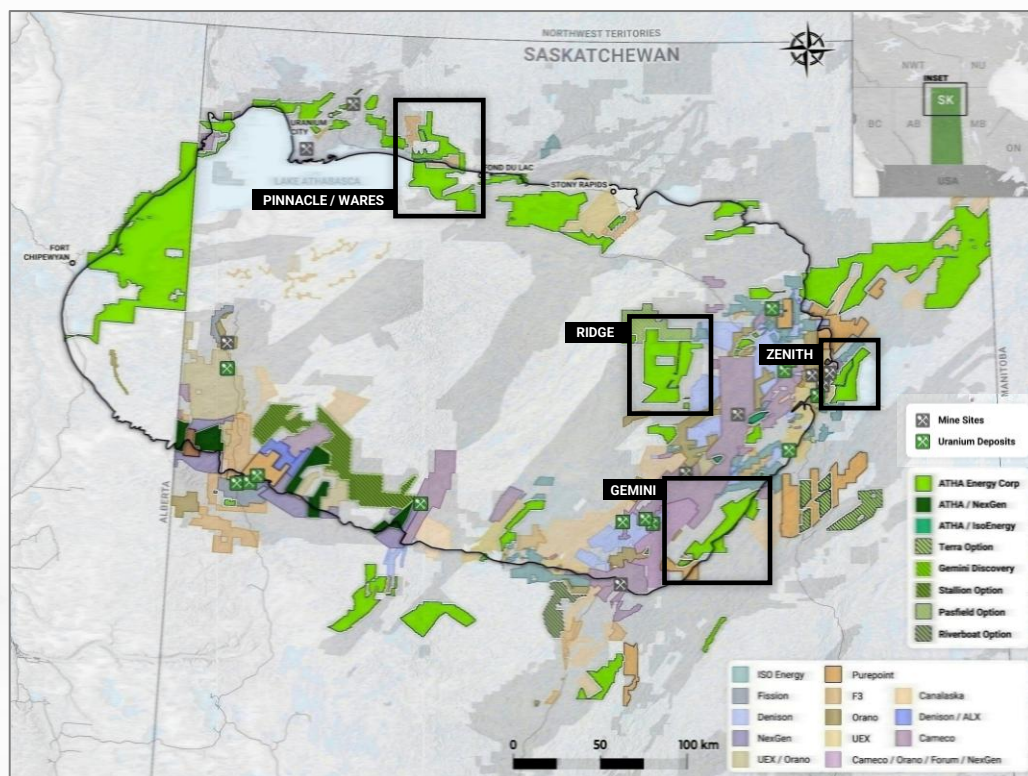 NORTHWEST TERITORIES
SASKATCHEWAN
NWT
NU
INSET
SK
BC
AB
MB
ON
USA
URANIUM
CITY
LAKE ATHABASCA
FOND DU LAC
STONY RAPIDS
PINNACLE / WARES
FORT
CHIPEWYAN
RIDGE
ZENITH
MANITOBA
Mine Sites
Uranium Deposits
GEMINI
ALBERTA
ATHA Energy Corp
ATHA / NexGen
ATHA / IsoEnergy
Terra Option
Gemini Discovery
Stallion Option
Pasfield Option
Riverboat Option
ISO Energy
Purepoint
Fission
F3
Canalaska
Denison
Orano
Denison / ALX
NexGen
UEX
Cameco
UEX / Orano
Cameco / Orano / Forum / NexGen
0 50 100 km